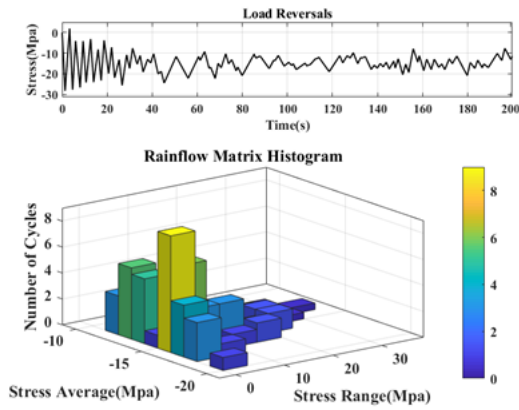 Load Reversals
0
-10
-20
-30
Stress(Mpa)
0 20 40 60 80 100 120 140 160 180 200
Time(s)
Rainflow Matrix Histogram
8
6
4
2
0
Number of Cycles
-10
-15
-20
Stress Average(Mpa)
0
10
20
30
Stress Range(Mpa)
8
6
4
2
0